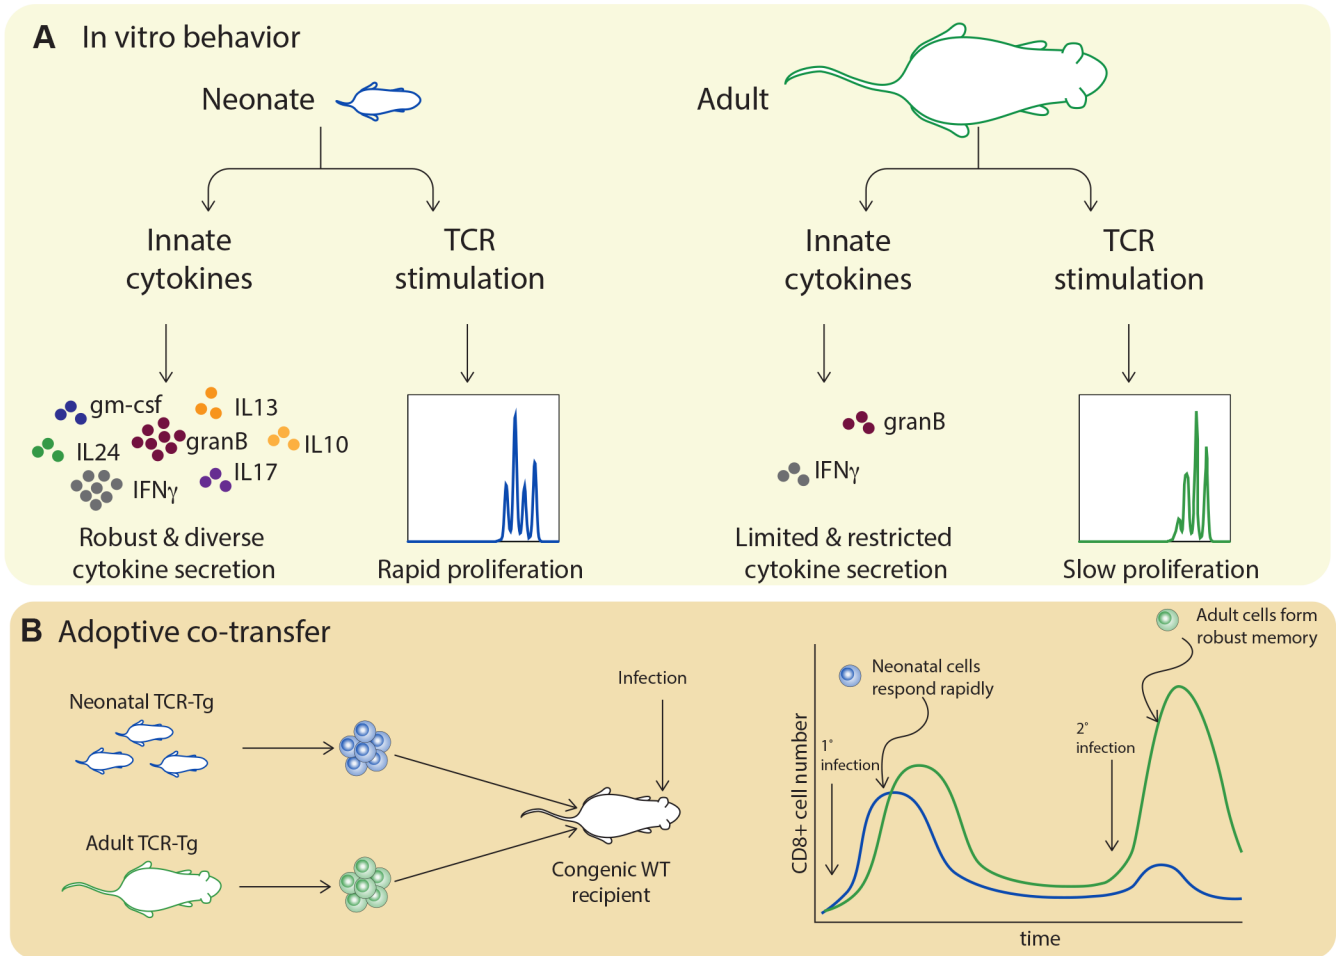 A In vitro behavior
Neonate
Adult
Innate
cytokines
TCR
stimulation
Innate
cytokines
TCR
stimulation
gm-csf
IL13
IL24
granB
IL10
IFNγ
IL17
granB
IFNγ
Robust & diverse
cytokine secretion
Rapid proliferation
Limited & restricted
cytokine secretion
Slow proliferation
B Adoptive co-transfer
Neonatal TCR-Tg
Adult TCR-Tg
Infection
Congenic WT
recipient
CD8+ cell number
1°
infection
Neonatal cells
respond rapidly
2°
infection
Adult cells form
robust memory
time